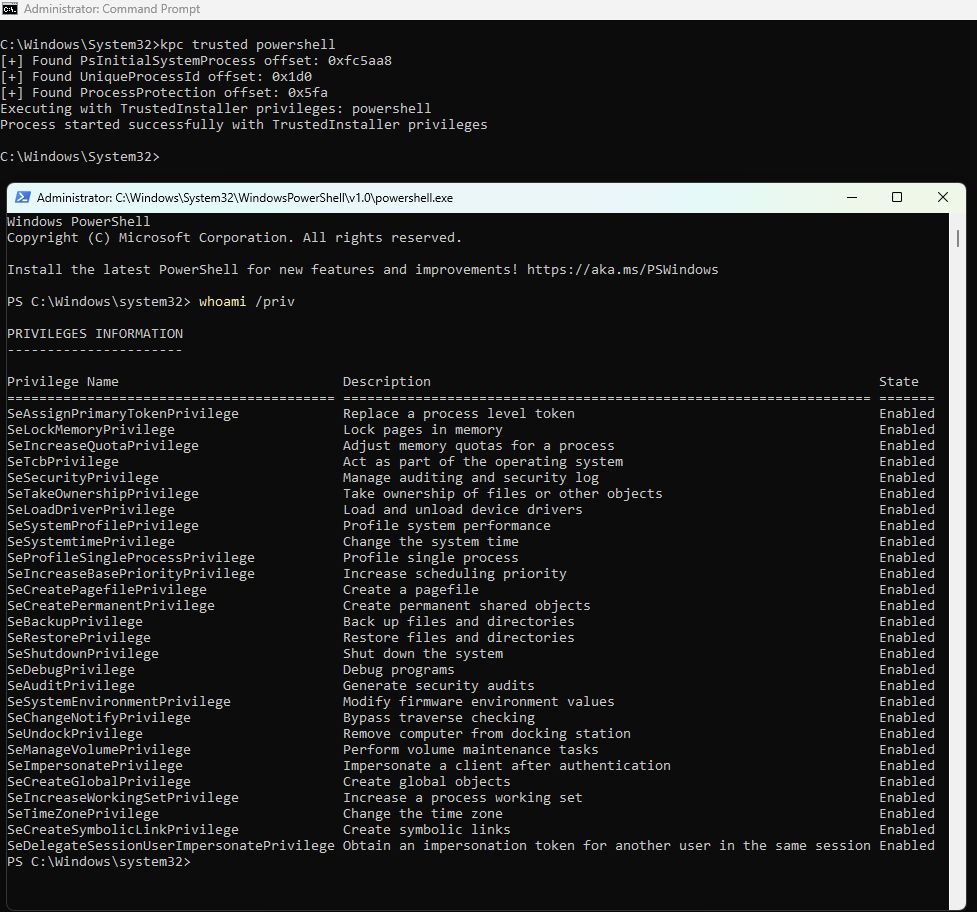 Administrator: Command Prompt
C:\Windows\System32>kpc trusted powershell
[+] Found PsInitialSystemProcess offset: 0xfc5aa8
[+] Found UniqueProcessId offset: 0x1d0
[+] Found ProcessProtection offset: 0x5fa
Executing with TrustedInstaller privileges: powershell
Process started successfully with TrustedInstaller privileges
C:\Windows\System32>
Administrator: C:\Windows\System32\WindowsPowerShell\v1.0\powershell.exe
Windows PowerShell
Copyright (C) Microsoft Corporation. All rights reserved.
Install the latest PowerShell for new features and improvements! https://aka.ms/PSWindows
PS C:\Windows\system32> whoami /priv
PRIVILEGES INFORMATION
----------------------
Privilege Name Description State
========================================= ================================================================== =======
SeAssignPrimaryTokenPrivilege Replace a process level token Enabled
SeLockMemoryPrivilege Lock pages in memory Enabled
SeIncreaseQuotaPrivilege Adjust memory quotas for a process Enabled
SeTcbPrivilege Act as part of the operating system Enabled
SeSecurityPrivilege Manage auditing and security log Enabled
SeTakeOwnershipPrivilege Take ownership of files or other objects Enabled
SeLoadDriverPrivilege Load and unload device drivers Enabled
SeSystemProfilePrivilege Profile system performance Enabled
SeSystemtimePrivilege Change the system time Enabled
SeProfileSingleProcessPrivilege Profile single process Enabled
SeIncreaseBasePriorityPrivilege Increase scheduling priority Enabled
SeCreatePagefilePrivilege Create a pagefile Enabled
SeCreatePermanentPrivilege Create permanent shared objects Enabled
SeBackupPrivilege Back up files and directories Enabled
SeRestorePrivilege Restore files and directories Enabled
SeShutdownPrivilege Shut down the system Enabled
SeDebugPrivilege Debug programs Enabled
SeAuditPrivilege Generate security audits Enabled
SeSystemEnvironmentPrivilege Modify firmware environment values Enabled
SeChangeNotifyPrivilege Bypass traverse checking Enabled
SeUndockPrivilege Remove computer from docking station Enabled
SeManageVolumePrivilege Perform volume maintenance tasks Enabled
SeImpersonatePrivilege Impersonate a client after authentication Enabled
SeCreateGlobalPrivilege Create global objects Enabled
SeIncreaseWorkingSetPrivilege Increase a process working set Enabled
SeTimeZonePrivilege Change the time zone Enabled
SeCreateSymbolicLinkPrivilege Create symbolic links Enabled
SeDelegateSessionUserImpersonatePrivilege Obtain an impersonation token for another user in the same session Enabled
PS C:\Windows\system32>